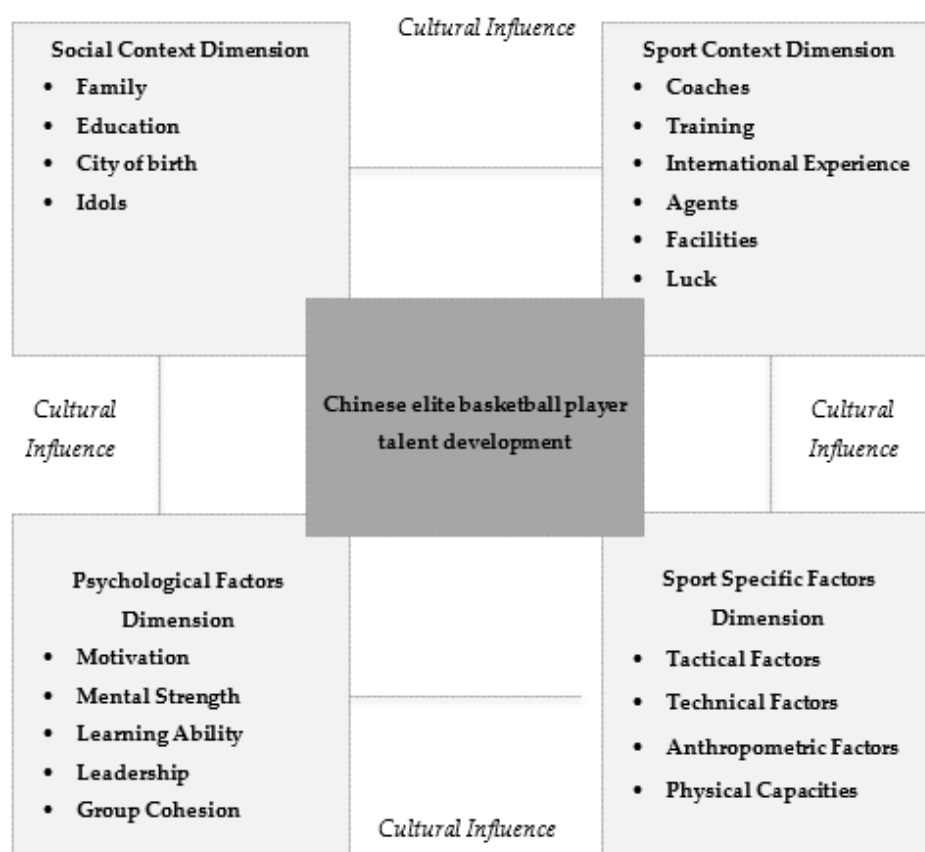 Cultural Influence
Social Context Dimension
• Family
• Education
• City of birth
• Idols
Sport Context Dimension
• Coaches
• Training
• International Experience
• Agents
• Facilities
• Luck
Chinese elite basketball player
talent development
Cultural
Influence
Cultural
Influence
Psychological Factors
Dimension
• Motivation
• Mental Strength
• Learning Ability
• Leadership
• Group Cohesion
Sport Specific Factors
Dimension
• Tactical Factors
• Technical Factors
• Anthropometric Factors
• Physical Capacities
Cultural Influence